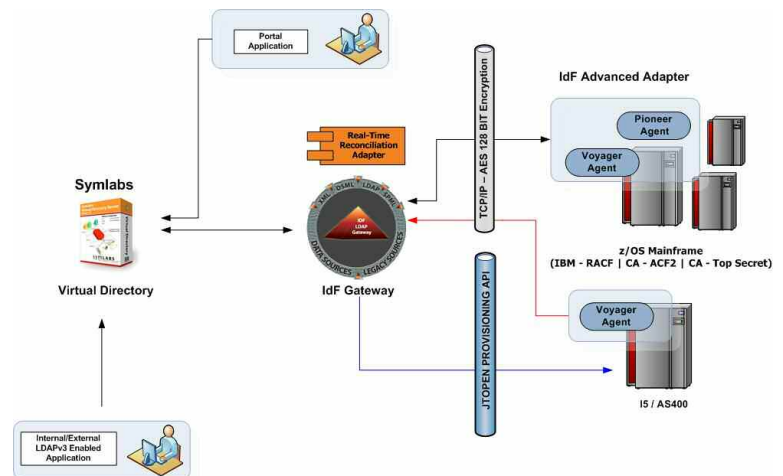 Portal
Application
IdF Advanced Adapter
Pioneer
Agent
Voyager
Agent
Real-Time
Reconciliation
Adapter
TCP/IP – AES 128 BIT Encryption
Symlabs
XML
DSML
LDAP
SPML
IDF
LDAP
Gateway
DATA SOURCES
LEGACY SOURCES
z/OS Mainframe
(IBM - RACF | CA - ACF2 | CA - Top Secret)
Virtual Directory
IdF Gateway
JTOPEN PROVISIONING API
Voyager
Agent
I5 / AS400
Internal/External
LDAPv3 Enabled
Application